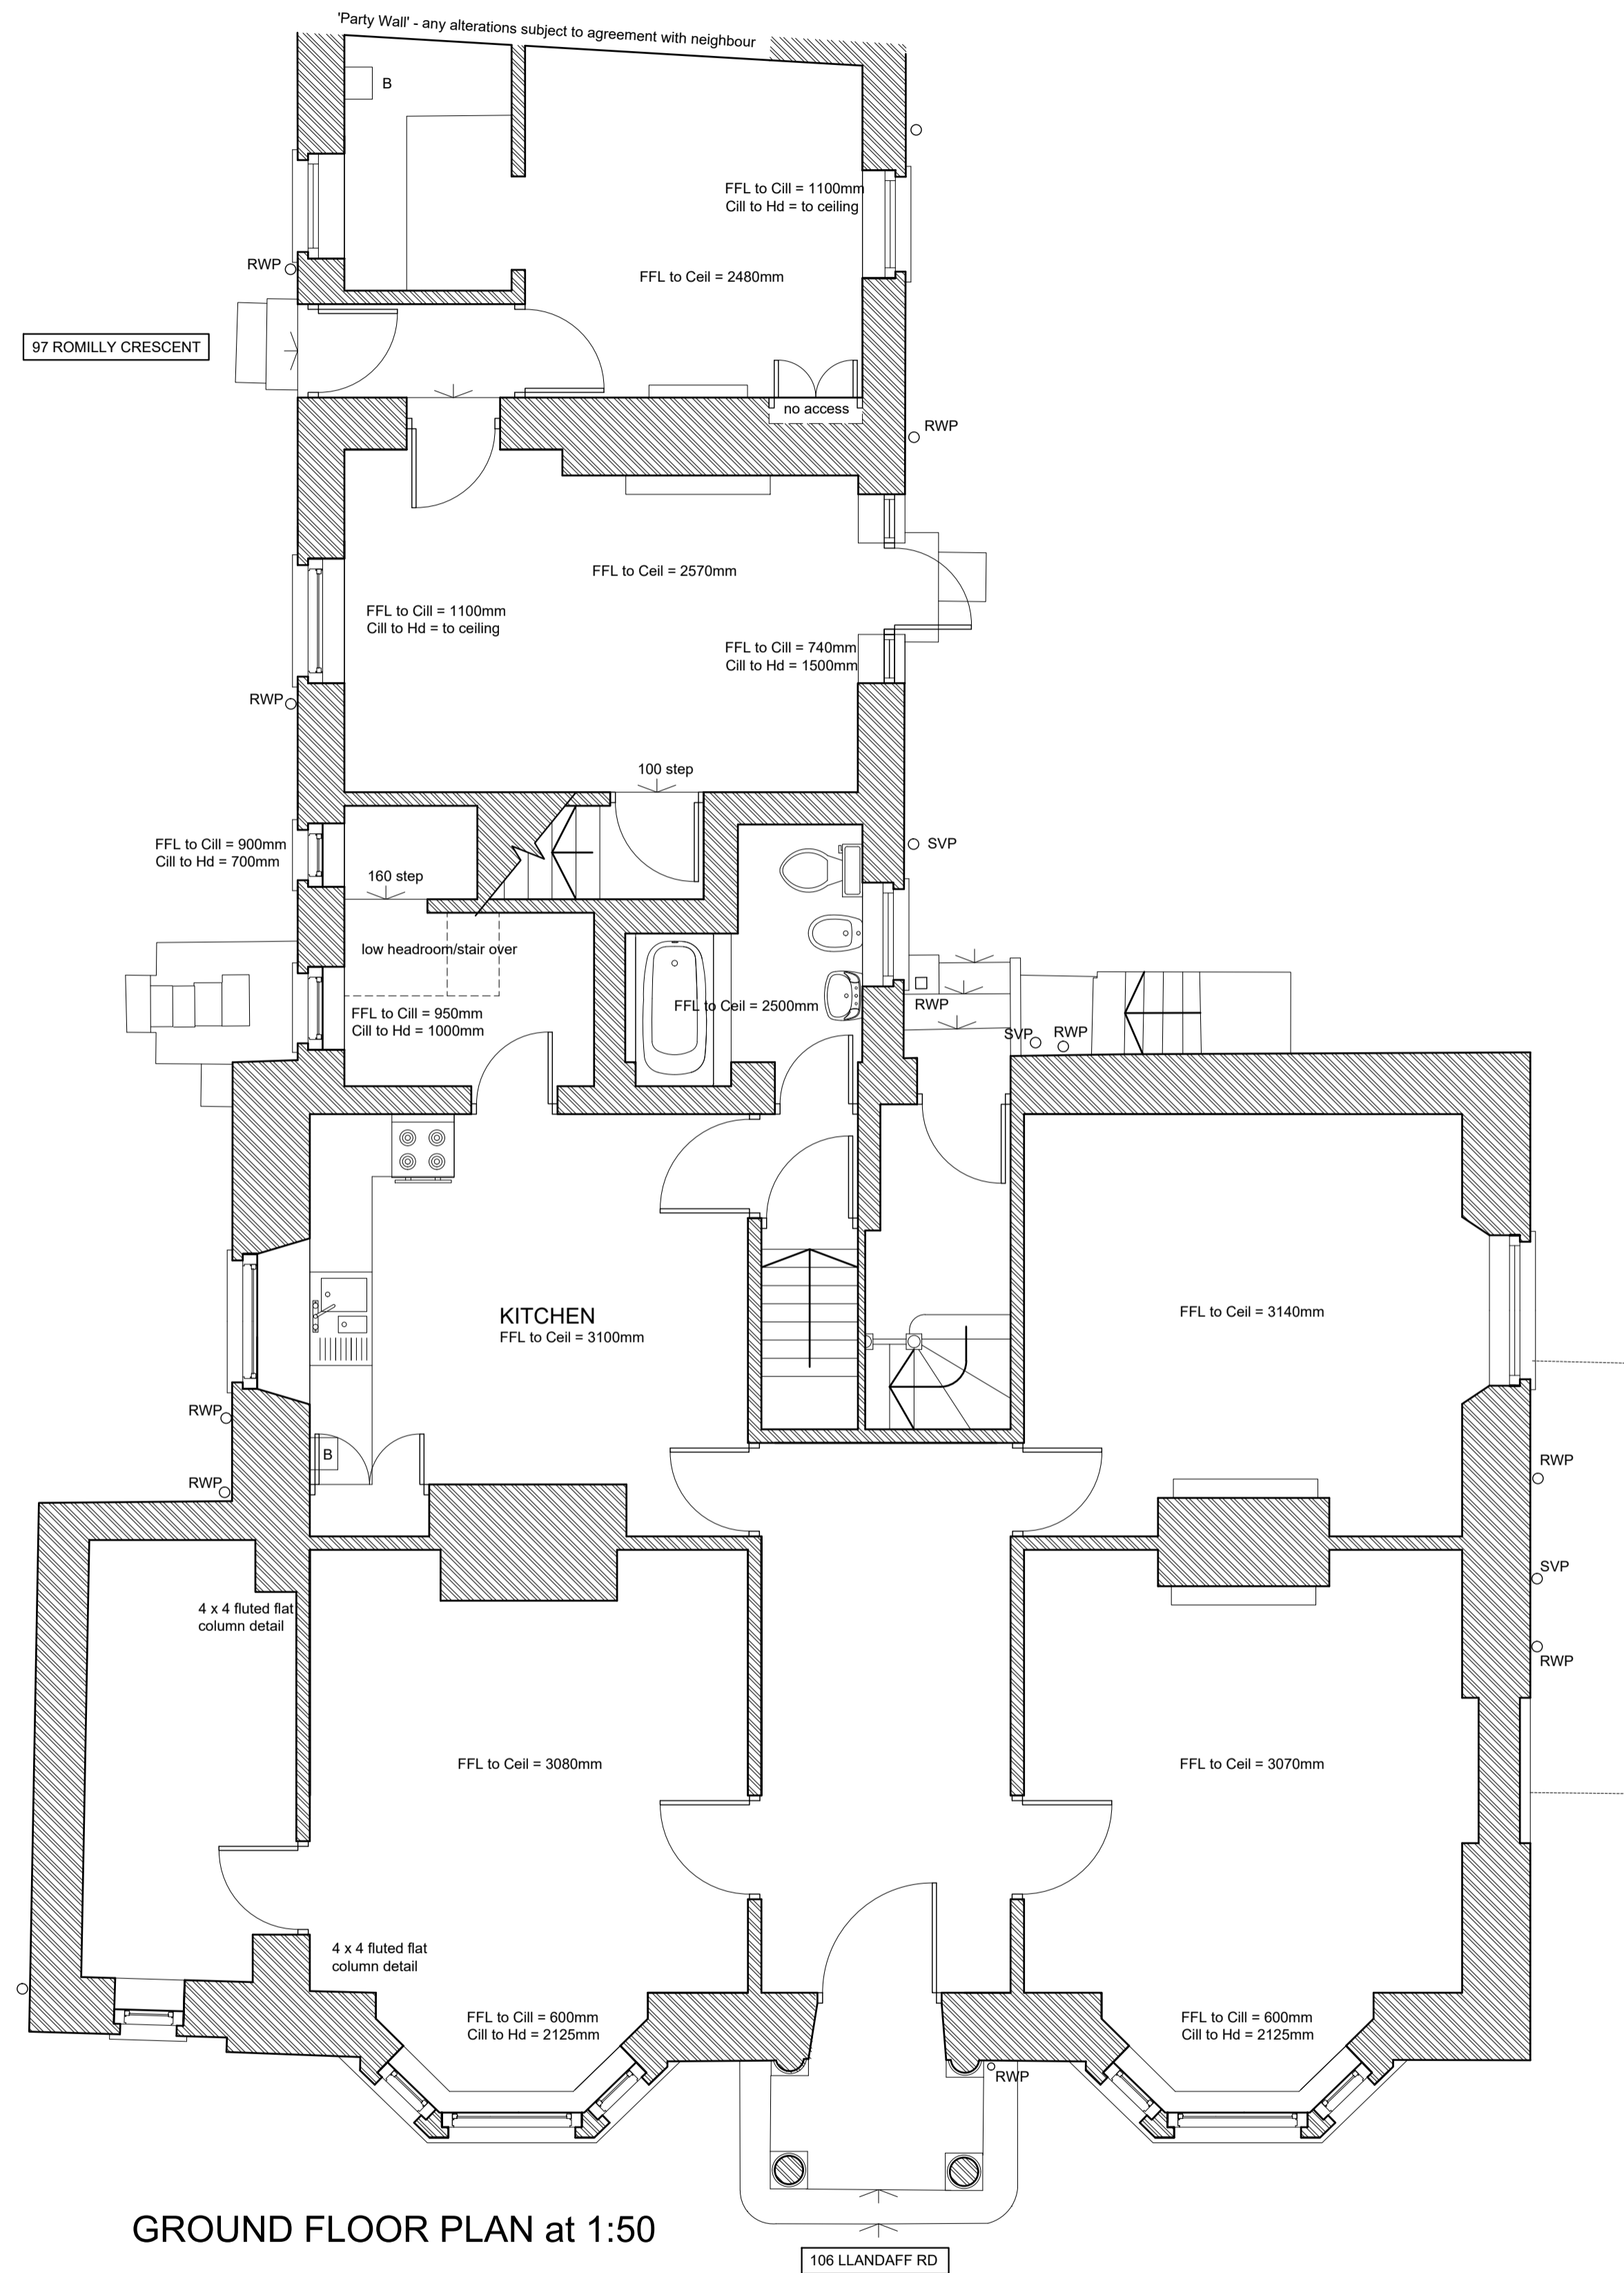 'Party Wall' - any alterations subject to agreement with neighbour
B
FFL to Cill = 1100mm
Cill to Hd = to ceiling
RWP
FFL to Ceil = 2480mm
97 ROMILLY CRESCENT
no access
RWP
FFL to Ceil = 2570mm
FFL to Cill = 1100mm
Cill to Hd = to ceiling
FFL to Cill = 740mm
Cill to Hd = 1500mm
RWP
100 step
FFL to Cill = 900mm
Cill to Hd = 700mm
SVP
160 step
low headroom/stair over
FFL to Cill = 950mm
Cill to Hd = 1000mm
FFL to Ceil = 2500mm
RWP
SVP
RWP
KITCHEN
FFL to Ceil = 3100mm
FFL to Ceil = 3140mm
RWP
B
RWP
RWP
SVP
4 x 4 fluted flat
column detail
RWP
FFL to Ceil = 3080mm
FFL to Ceil = 3070mm
4 x 4 fluted flat
column detail
FFL to Cill = 600mm
Cill to Hd = 2125mm
FFL to Cill = 600mm
Cill to Hd = 2125mm
RWP
GROUND FLOOR PLAN at 1:50
106 LLANDAFF RD